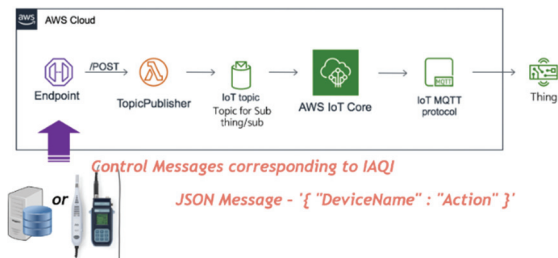 aws
AWS Cloud
/POST
Endpoint
TopicPublisher
IoT topic
Topic for Sub
thing/sub
AWS IoT Core
MQTT
IoT MQTT
protocol
Thing
Control Messages corresponding to IAQI
or
JSON Message - '{ "DeviceName" : "Action" }'